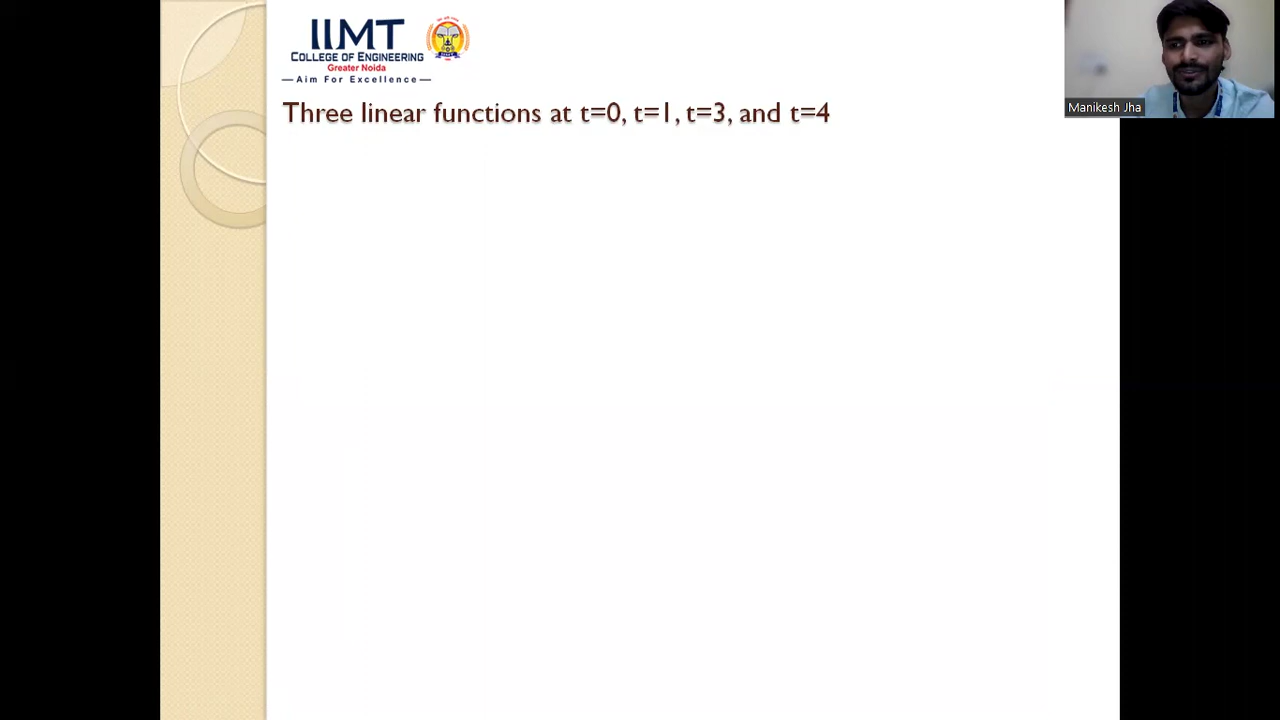 IIMT
COLLEGE OF ENGINEERING
Greater Noida
—Aim For Excellence—
Three linear functions at t=0, t=1, t=3, and t=4
Manikesh Jha